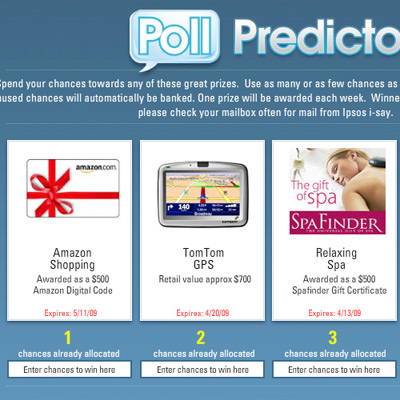 Poll Predicto
Spend your chances towards any of these great prizes. Use as many or as few chances as
nused chances will automatically be banked. One prize will be awarded each week. Winne
please check your mailbox often for mail from Ipsos i-say.
amazon.com
140
Broadway
TOMTOM
The gift
of spa
SPAFINDER
Amazon
Shopping
TomTom
GPS
Relaxing
Spa
Awarded as a $500
Amazon Digital Code
Retail value approx $700
Awarded as a $500
Spafinder Gift Certificate
Expires: 5/11/09
Expires: 4/20/09
Expires: 4/13/09
1
2
3
chances already allocated
chances already allocated
chances already allocated
Enter chances to win here
Enter chances to win here
Enter chances to win here